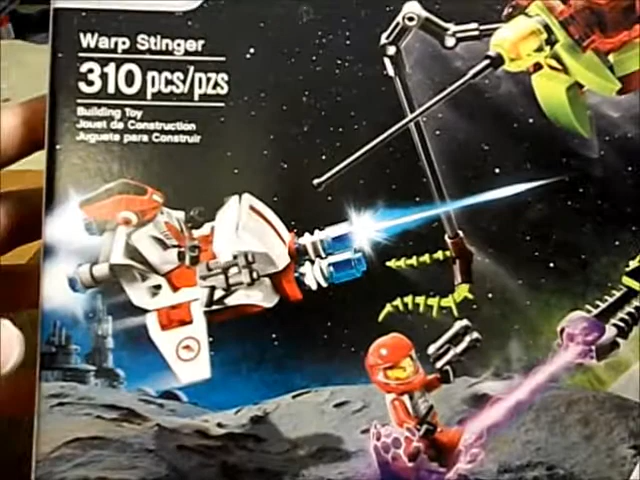 Warp Stinger
310 pcs/pzs
Building Toy
Jouet de Construction
Juguete para Construir